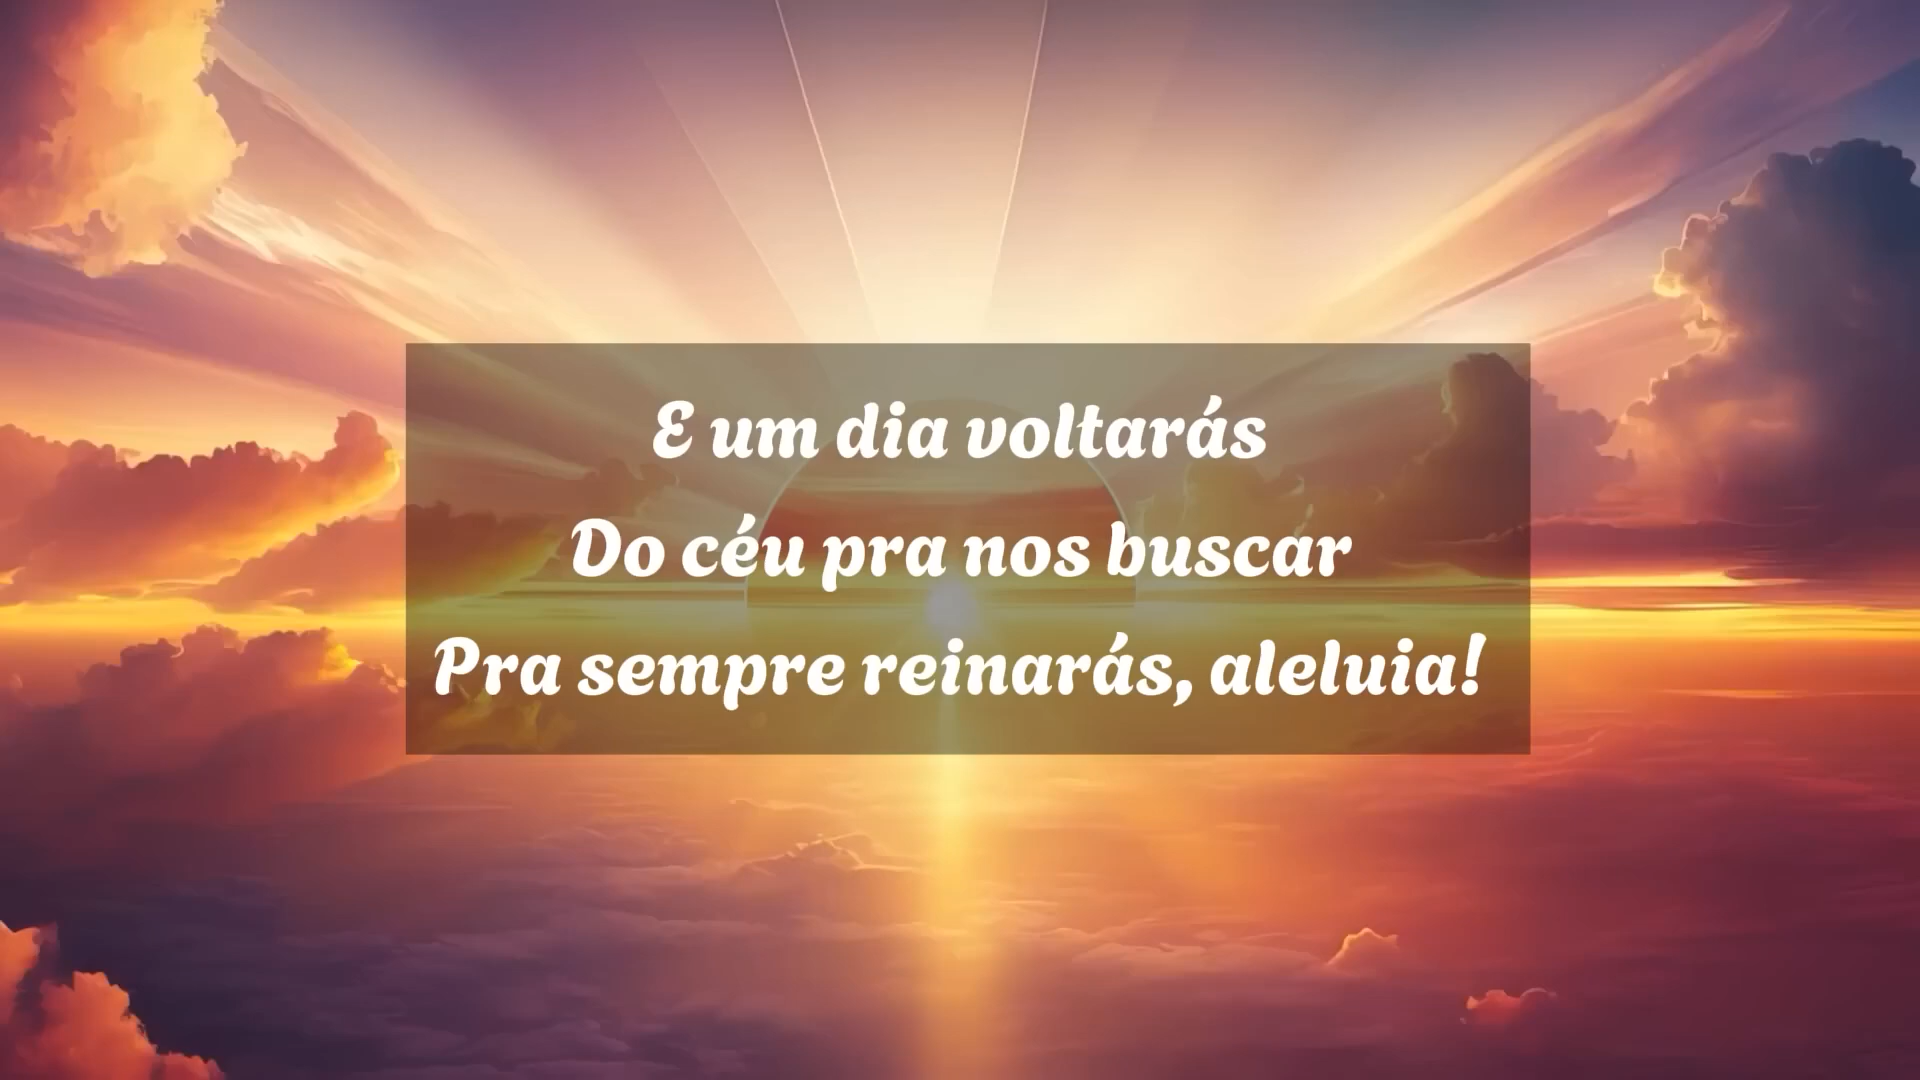 E um dia voltarás
Do céu pra nos buscar
Pra sempre reinarás, aleluia!